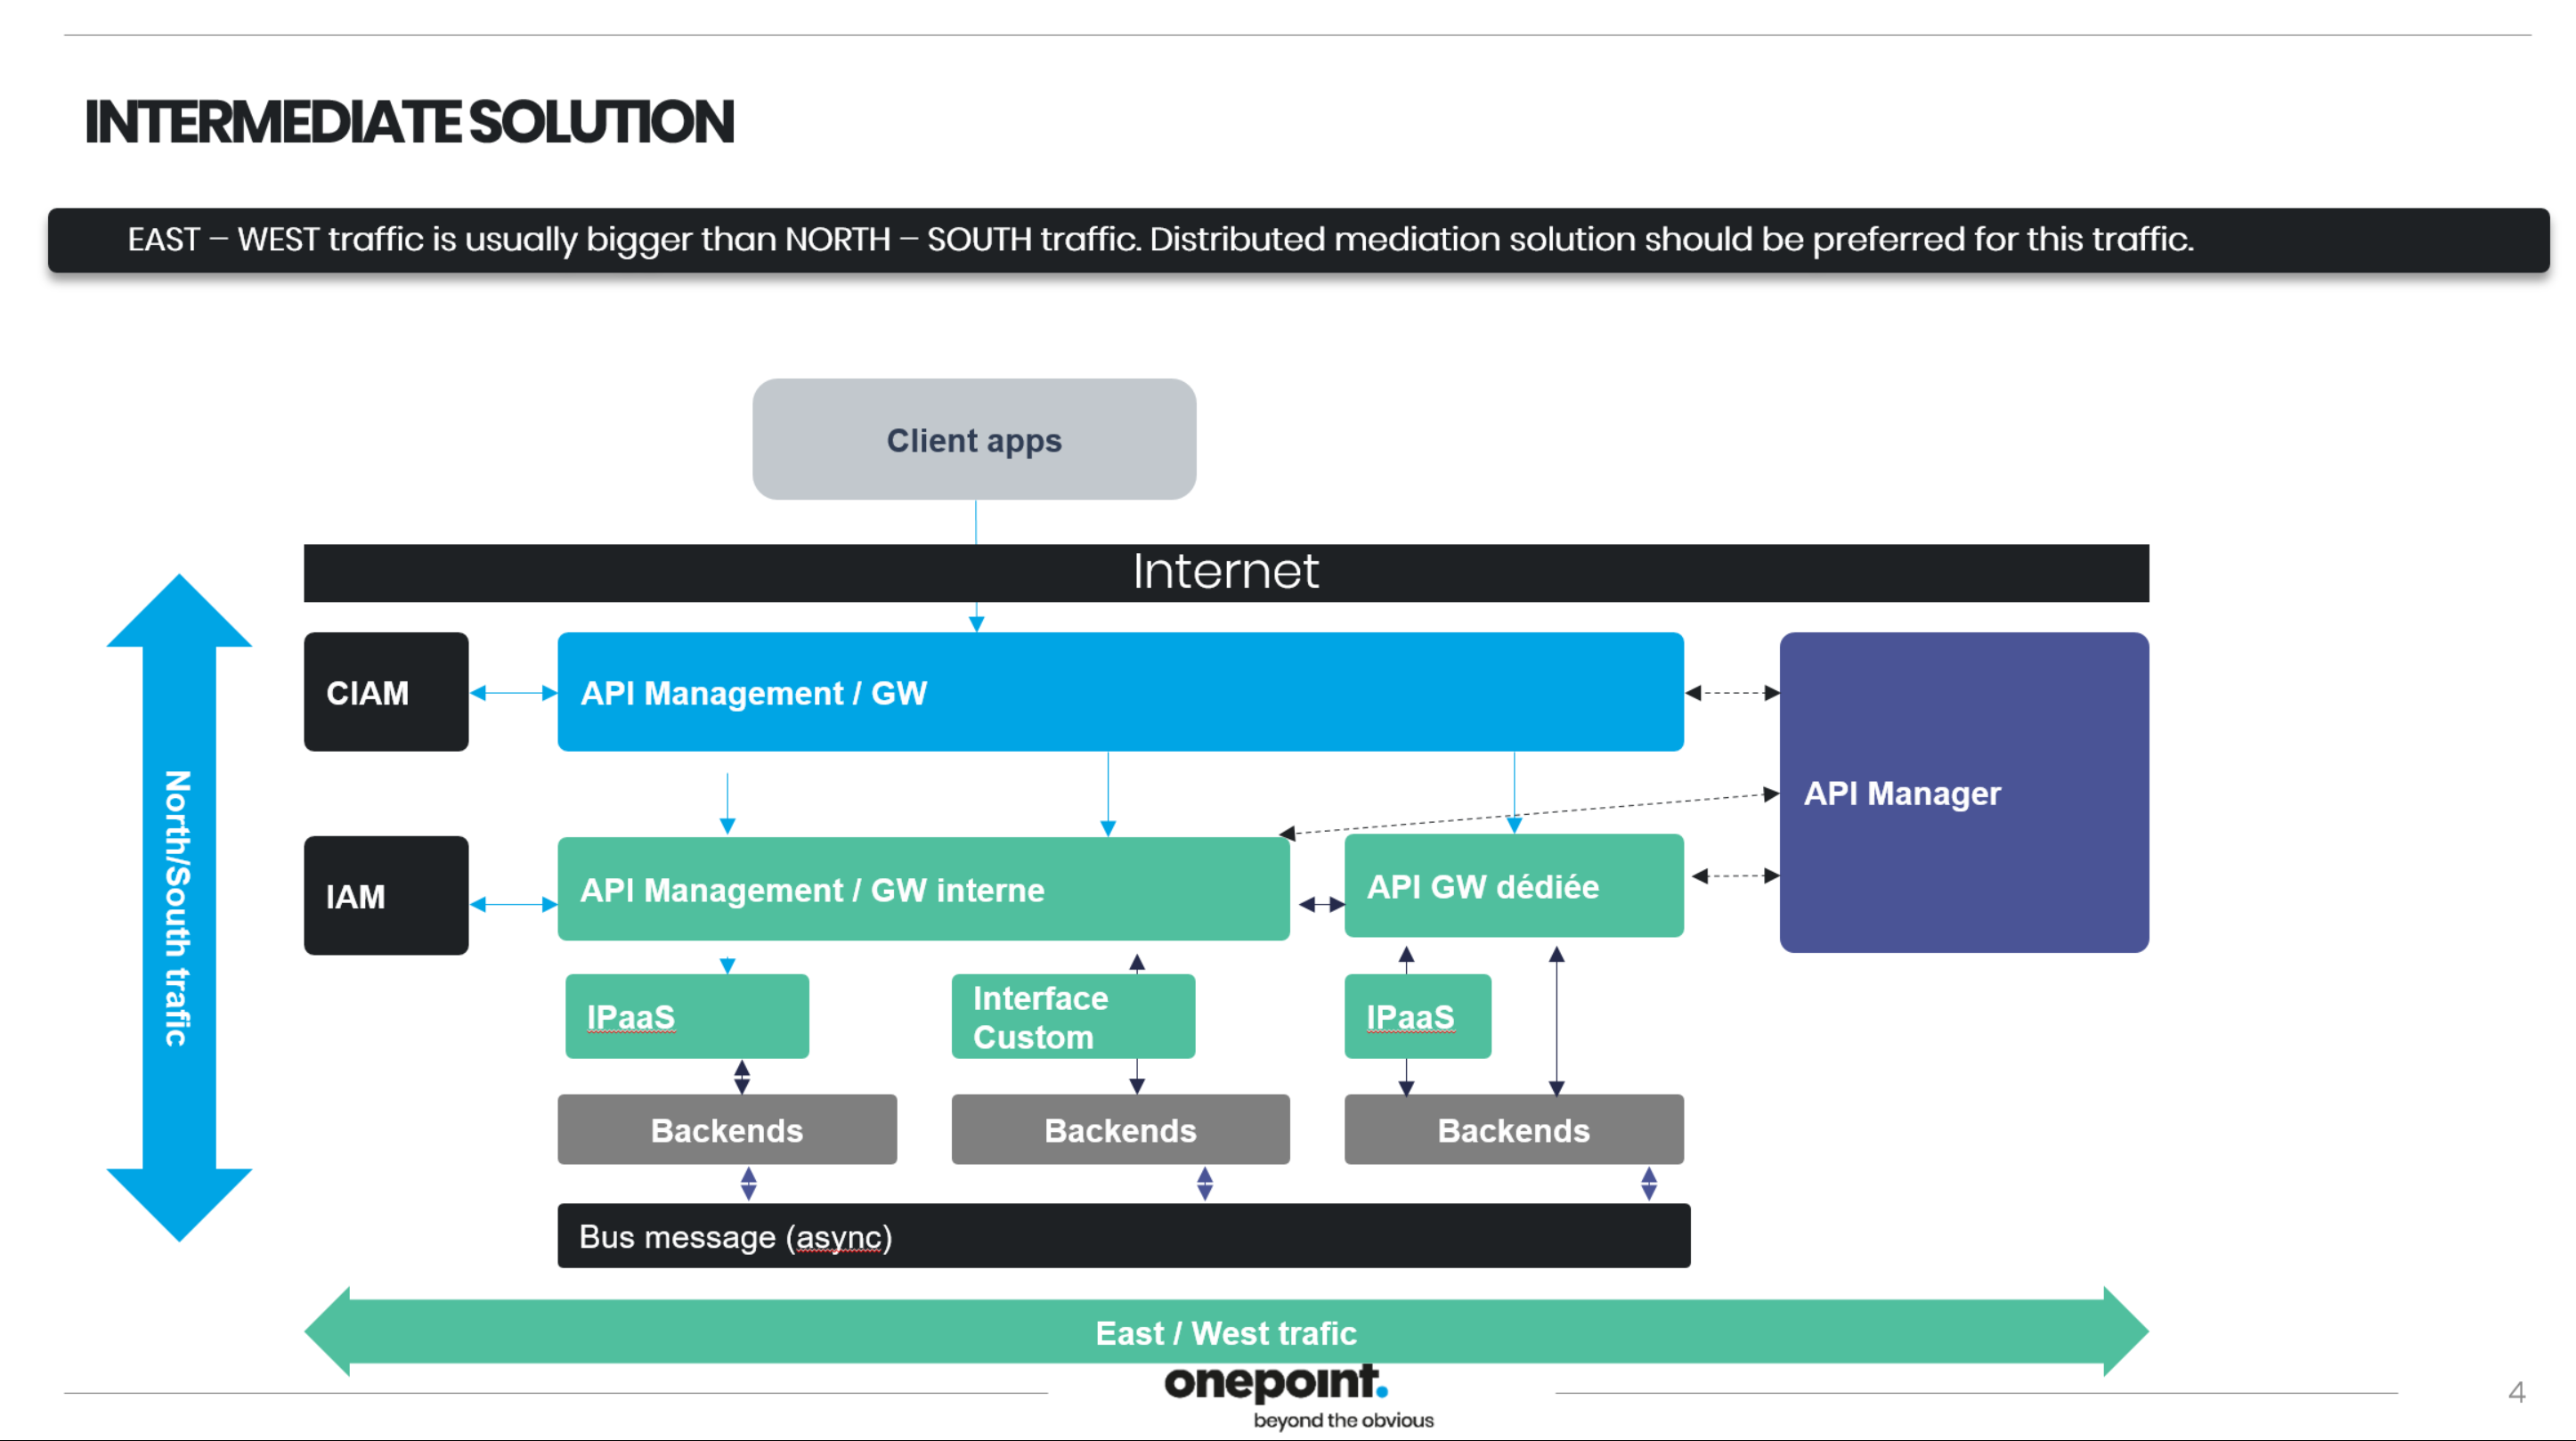 INTERMEDIATE SOLUTION
EAST – WEST traffic is usually bigger than NORTH – SOUTH traffic. Distributed mediation solution should be preferred for this traffic.
Client apps
Internet
CIAM
API Management / GW
API Manager
North/South trafic
IAM
API Management / GW interne
API GW dédiée
IPaaS
Interface
Custom
IPaaS
Backends
Backends
Backends
Bus message (async)
East / West trafic
onepoint.
beyond the obvious
4